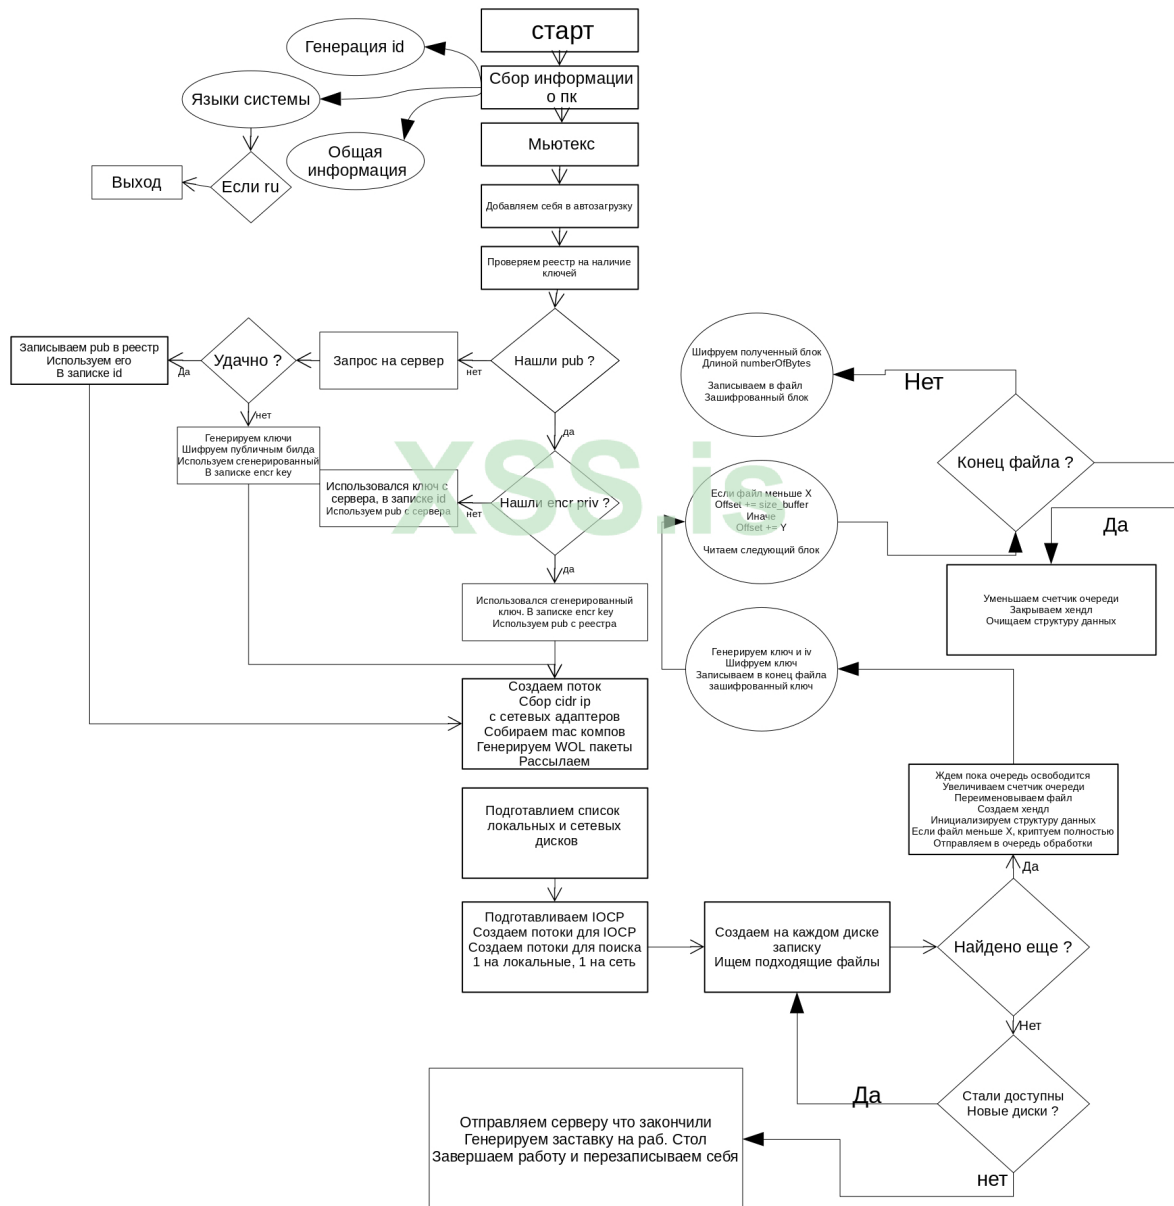 старт
Генерация id
Сбор информации
о пк
Языки системы
Общая
информация
Мьютекс
Выход
Если ru
Добавляем себя в автозагрузку
Проверяем реестр на наличие
ключей
Записываем pub в реестр
Используем его
В записке id
Да
Удачно ?
Запрос на сервер
нет
Нашли pub ?
Шифруем полученный блок
Длиной numberOfBytes
Записываем в файл
Зашифрованный блок
Нет
нет
Генерируем ключи
Шифруем публичным билда
Используем сгенерированный
В записке encr key
да
Конец файла ?
XSS.is
Использовался ключ с
сервера, в записке id
Используем pub с сервера
нет
Нашли encr priv ?
Если файл меньше X
Offset += size_buffer
Иначе
Offset += Y
Читаем следующий блок
Да
да
Использовался сгенерированный
ключ. В записке encr key
Используем pub с реестра
Уменьшаем счетчик очереди
Закрываем хендл
Очищаем структуру данных
Генерируем ключ и iv
Шифруем ключ
Записываем в конец файла
зашифрованный ключ
Создаем поток
Сбор cidr ip
с сетевых адаптеров
Собираем mac компов
Генерируем WOL пакеты
Рассылаем
Ждем пока очередь освободится
Увеличиваем счетчик очереди
Переименовываем файл
Создаем хендл
Инициализируем структуру данных
Если файл меньше X, криптуем полностью
Отправляем в очередь обработки
Подготавлием список
локальных и сетевых
дисков
Да
Подготавливаем IOCP
Создаем потоки для IOCP
Создаем потоки для поиска
1 на локальные, 1 на сеть
Создаем на каждом диске
записку
Ищем подходящие файлы
Найдено еще ?
Нет
Да
Стали доступны
Новые диски ?
Отправляем серверу что закончили
Генерируем заставку на раб. Стол
Завершаем работу и перезаписываем себя
нет